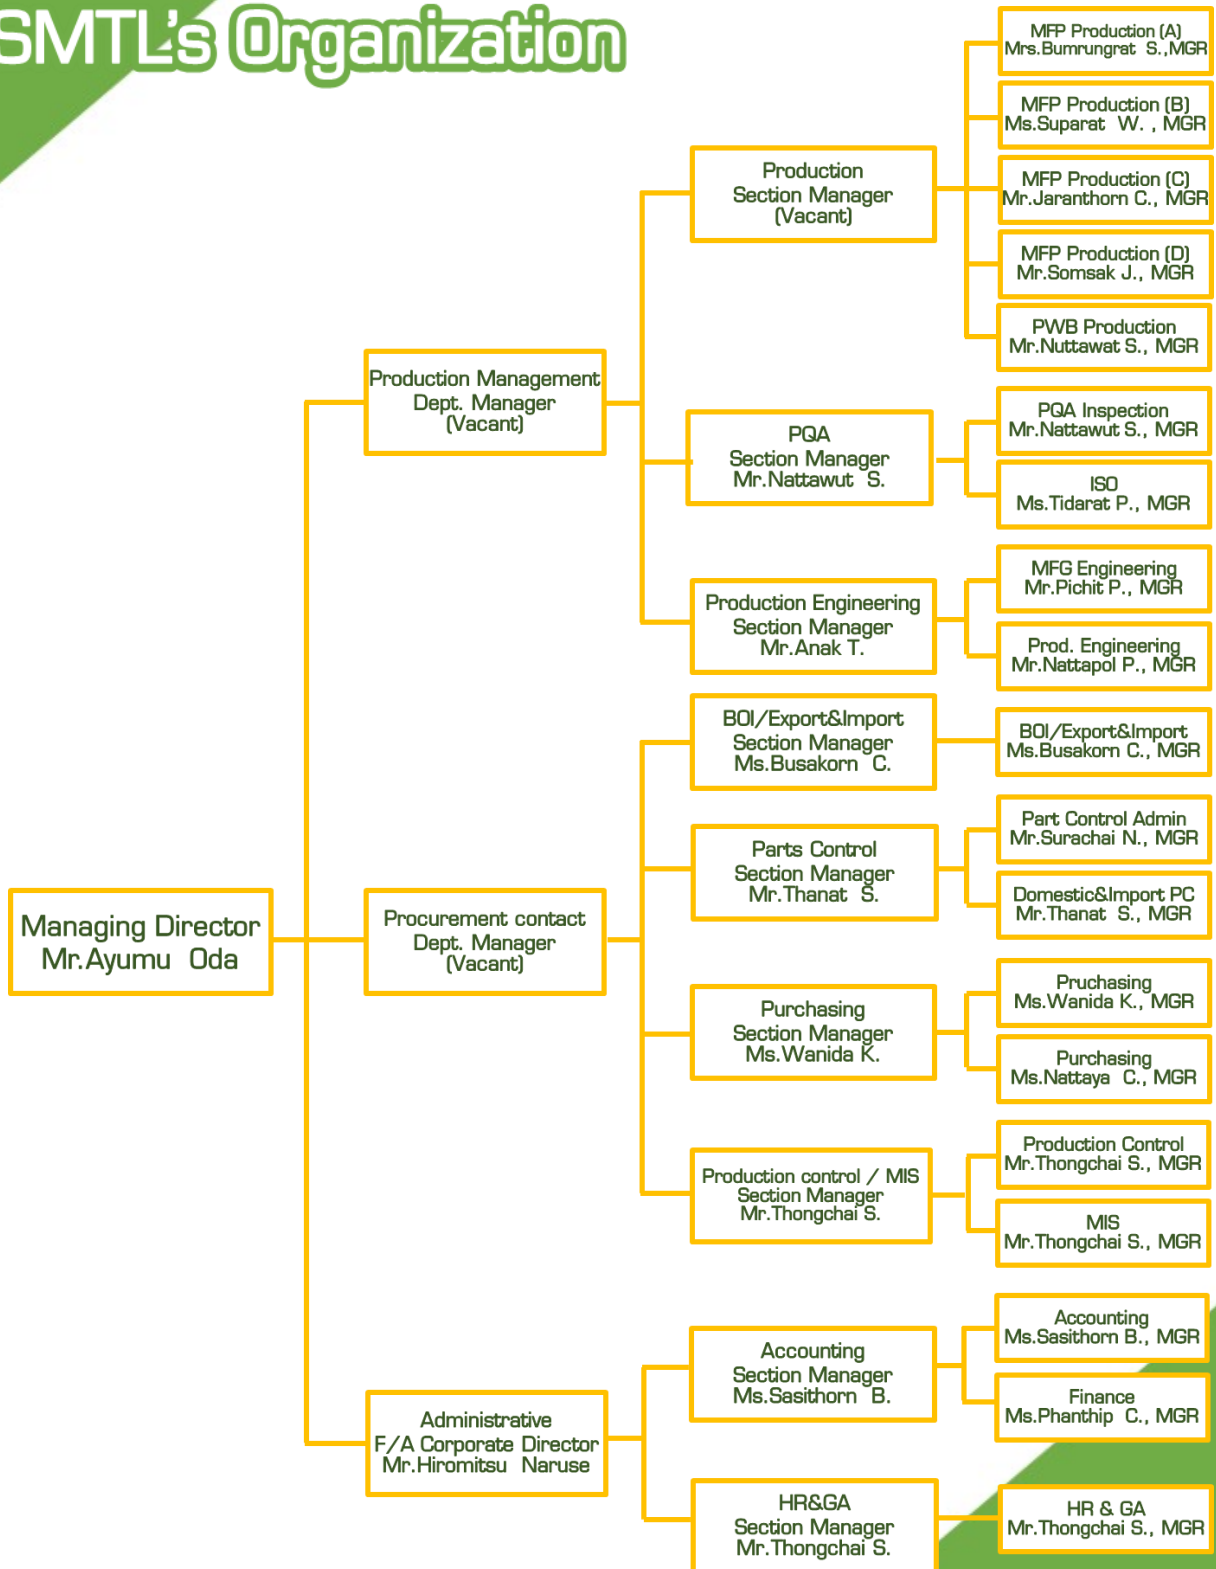 SMTL's Organization
Managing Director
Mr.Ayumu Oda
Production Management
Dept. Manager
(Vacant)
Production
Section Manager
(Vacant)
MFP Production (A)
Mrs.Bumrungrat S.,MGR
MFP Production (B)
Ms.Suparat W. , MGR
MFP Production (C)
Mr.Jaranthorn C., MGR
MFP Production (D)
Mr.Somsak J., MGR
PWB Production
Mr.Nuttawat S., MGR
PQA
Section Manager
Mr.Nattawut S.
PQA Inspection
Mr.Nattawut S., MGR
ISO
Ms.Tidarat P., MGR
Production Engineering
Section Manager
Mr.Anak T.
MFG Engineering
Mr.Pichit P., MGR
Prod. Engineering
Mr.Nattapol P., MGR
Procurement contact
Dept. Manager
(Vacant)
BOI/Export&Import
Section Manager
Ms.Busakorn C.
BOI/Export&Import
Ms.Busakorn C., MGR
Parts Control
Section Manager
Mr.Thanat S.
Part Control Admin
Mr.Surachai N., MGR
Domestic&Import PC
Mr.Thanat S., MGR
Purchasing
Section Manager
Ms.Wanida K.
Pruchasing
Ms.Wanida K., MGR
Purchasing
Ms.Nattaya C., MGR
Production control / MIS
Section Manager
Mr.Thongchai S.
Production Control
Mr.Thongchai S., MGR
MIS
Mr.Thongchai S., MGR
Administrative
F/A Corporate Director
Mr.Hiromitsu Naruse
Accounting
Section Manager
Ms.Sasithorn B.
Accounting
Ms.Sasithorn B., MGR
Finance
Ms.Phanthip C., MGR
HR&GA
Section Manager
Mr.Thongchai S.
HR & GA
Mr.Thongchai S., MGR